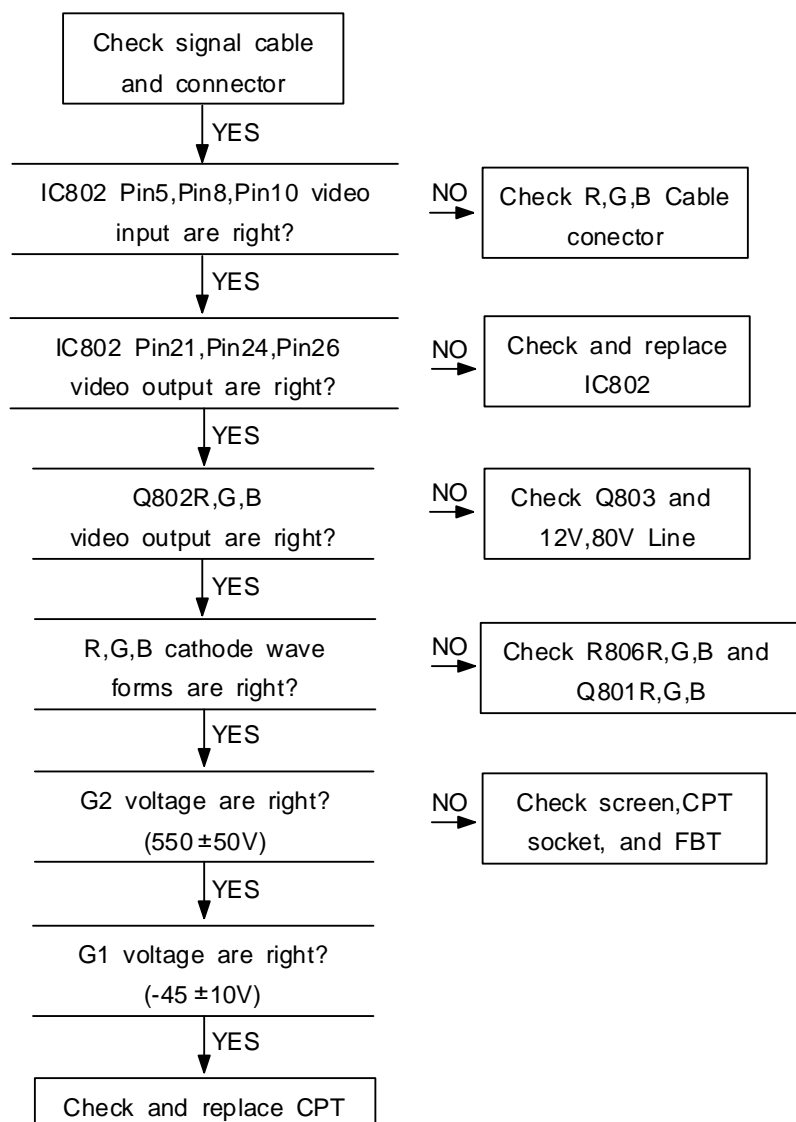 Check signal cable
and connector
YES
IC802 Pin5,Pin8,Pin10 video
input are right?
NO
Check R,G,B Cable
conector
YES
IC802 Pin21,Pin24,Pin26
video output are right?
NO
Check and replace
IC802
YES
Q802R,G,B
video output are right?
NO
Check Q803 and
12V,80V Line
YES
R,G,B cathode wave
forms are right?
NO
Check R806R,G,B and
Q801R,G,B
YES
G2 voltage are right?
(550±50V)
NO
Check screen,CPT
socket, and FBT
YES
G1 voltage are right?
(-45±10V)
YES
Check and replace CPT